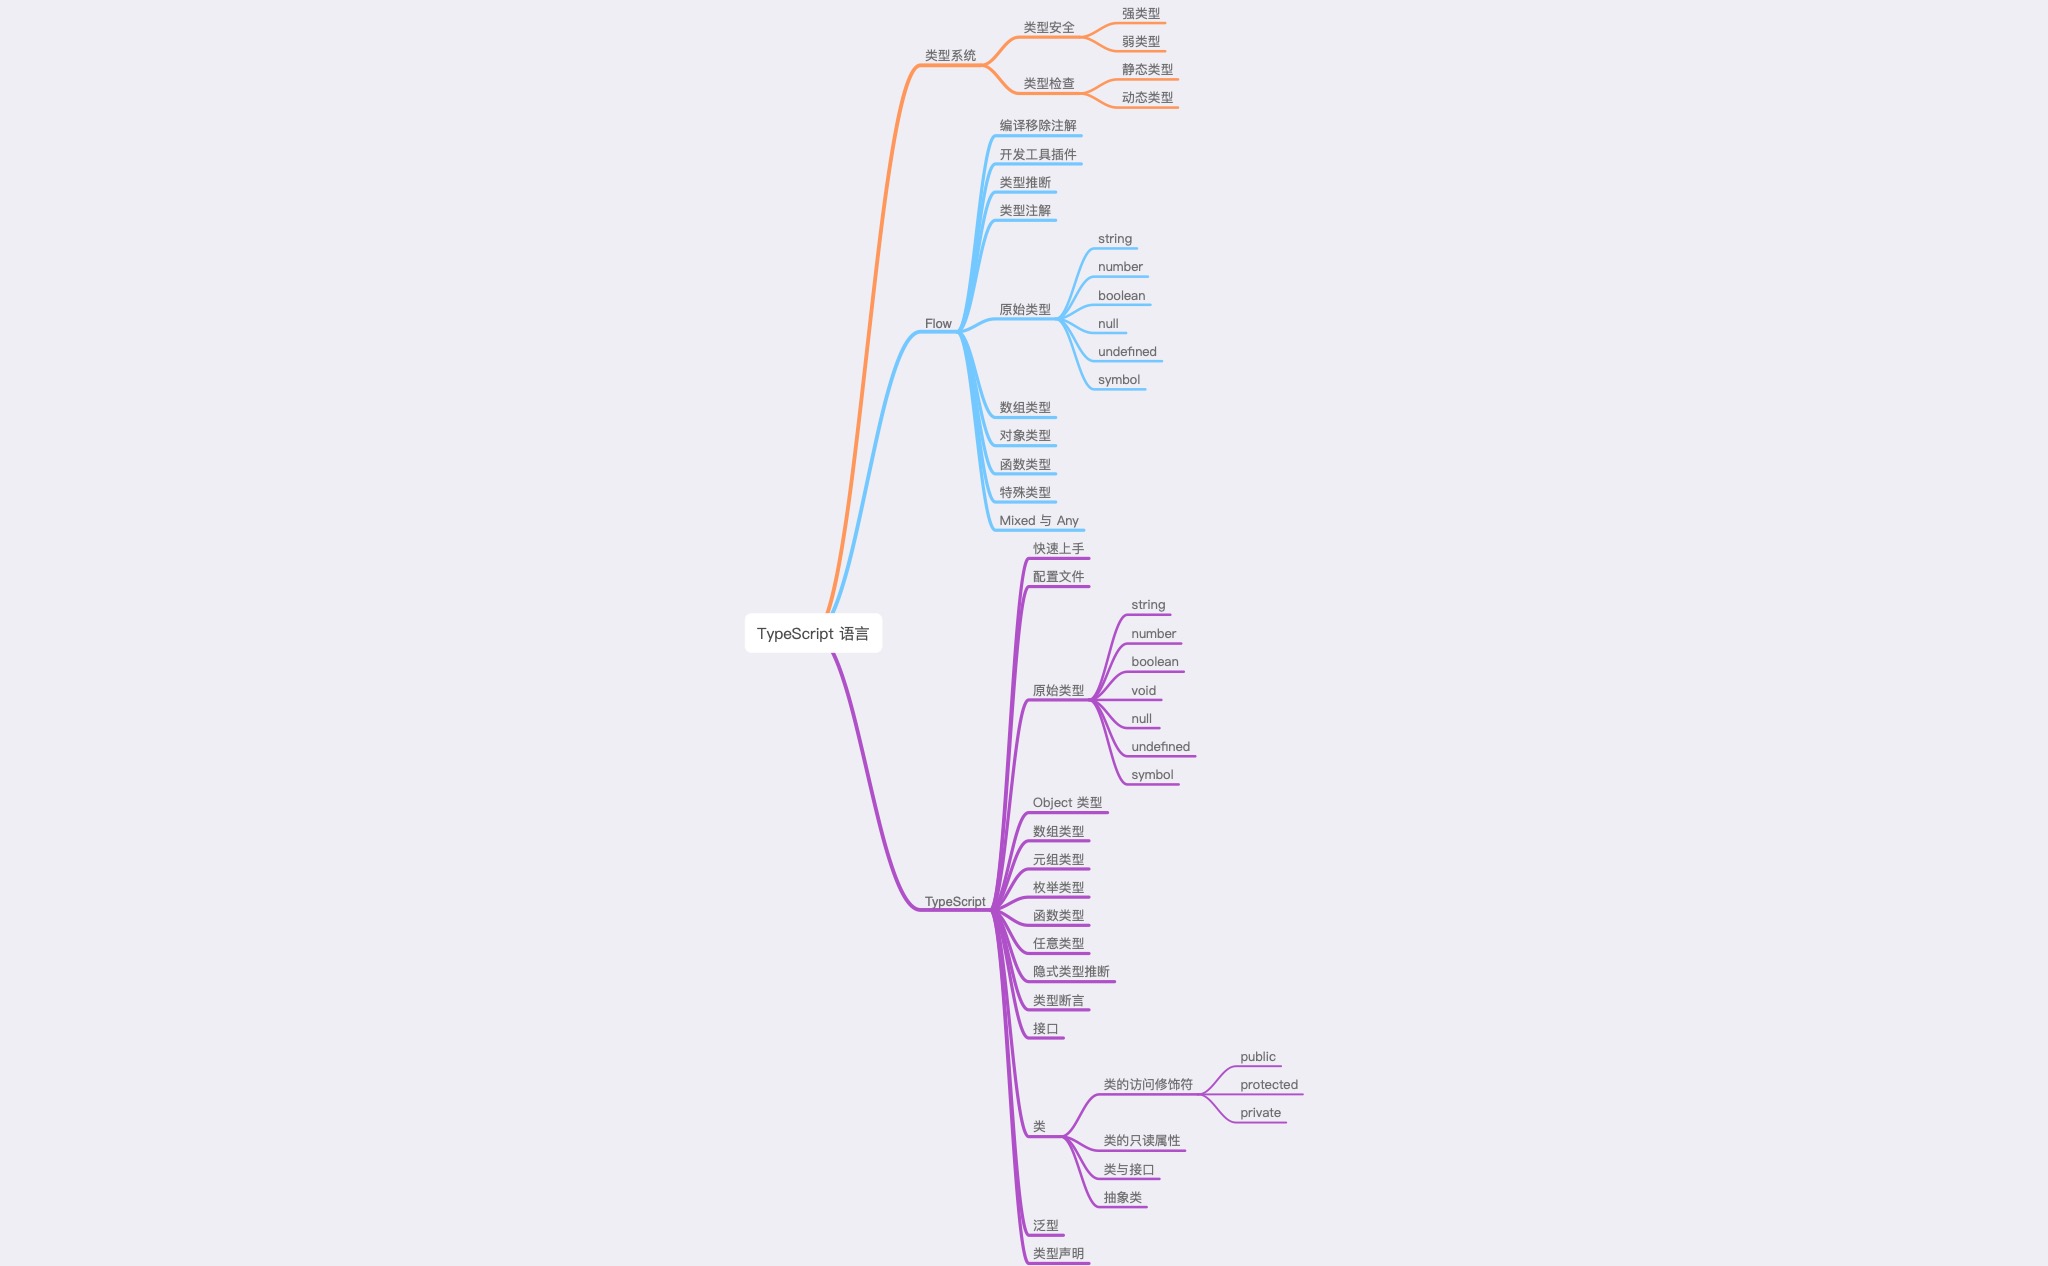 强类型
类型安全
弱类型
类型系统
静态类型
类型检查
动态类型
编译移除注解
开发工具插件
类型推断
类型注解
string
number
boolean
原始类型
Flow
null
undefined
symbol
数组类型
对象类型
函数类型
特殊类型
Mixed 与 Any
快速上手
配置文件
string
TypeScript 语言
number
boolean
原始类型
void
null
undefined
symbol
Object 类型
数组类型
元组类型
枚举类型
TypeScript
函数类型
任意类型
隐式类型推断
类型断言
接口
public
类的访问修饰符
protected
private
类
类的只读属性
类与接口
抽象类
泛型
类型声明